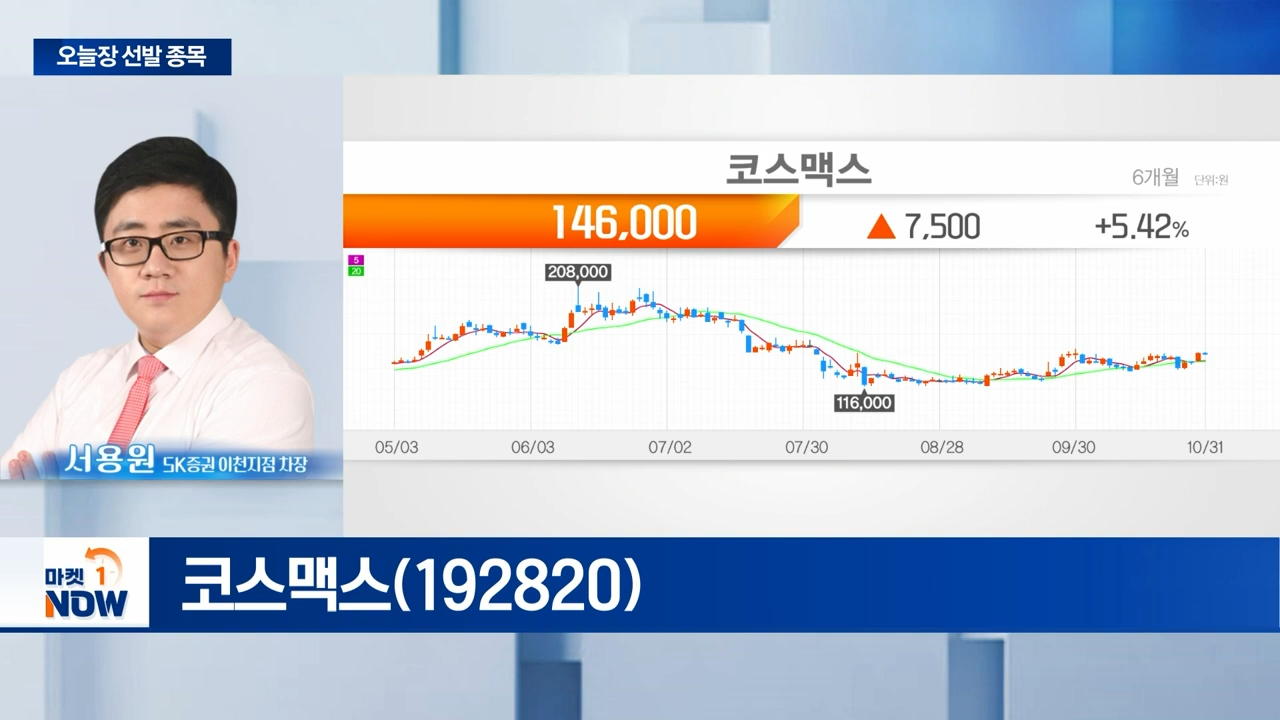 오늘장 선발 종목
코스맥스
6개월 단위:원
146,000 ▲ 7,500 +5.42%
5
20
208,000
116,000
05/03 06/03 07/02 07/30 08/28 09/30 10/31
서용원 SK증권 이천지점 차장
마켓 1
NOW
코스맥스(192820)